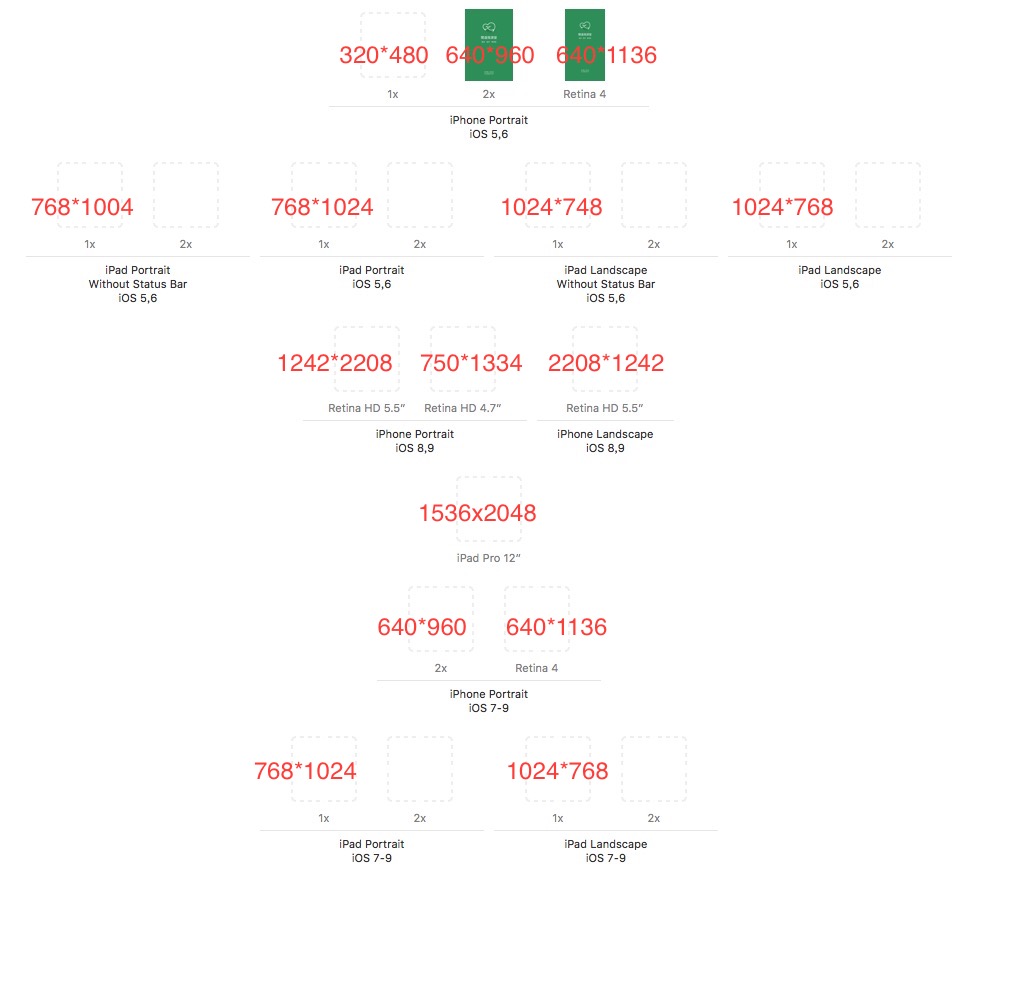 320*480 640*960 640*1136
1x 2x Retina 4
iPhone Portrait
iOS 5,6
768*1004 768*1024 1024*748 1024*768
1x 2x 1x 2x 1x 2x 1x 2x
iPad Portrait
Without Status Bar
iOS 5,6
iPad Portrait
iOS 5,6
iPad Landscape
Without Status Bar
iOS 5,6
iPad Landscape
iOS 5,6
1242*2208 750*1334 2208*1242
Retina HD 5.5″ Retina HD 4.7″ Retina HD 5.5″
iPhone Portrait
iOS 8,9
iPhone Landscape
iOS 8,9
1536x2048
iPad Pro 12″
640*960 640*1136
2x Retina 4
iPhone Portrait
iOS 7-9
768*1024 1024*768
1x 2x 1x 2x
iPad Portrait
iOS 7-9
iPad Landscape
iOS 7-9